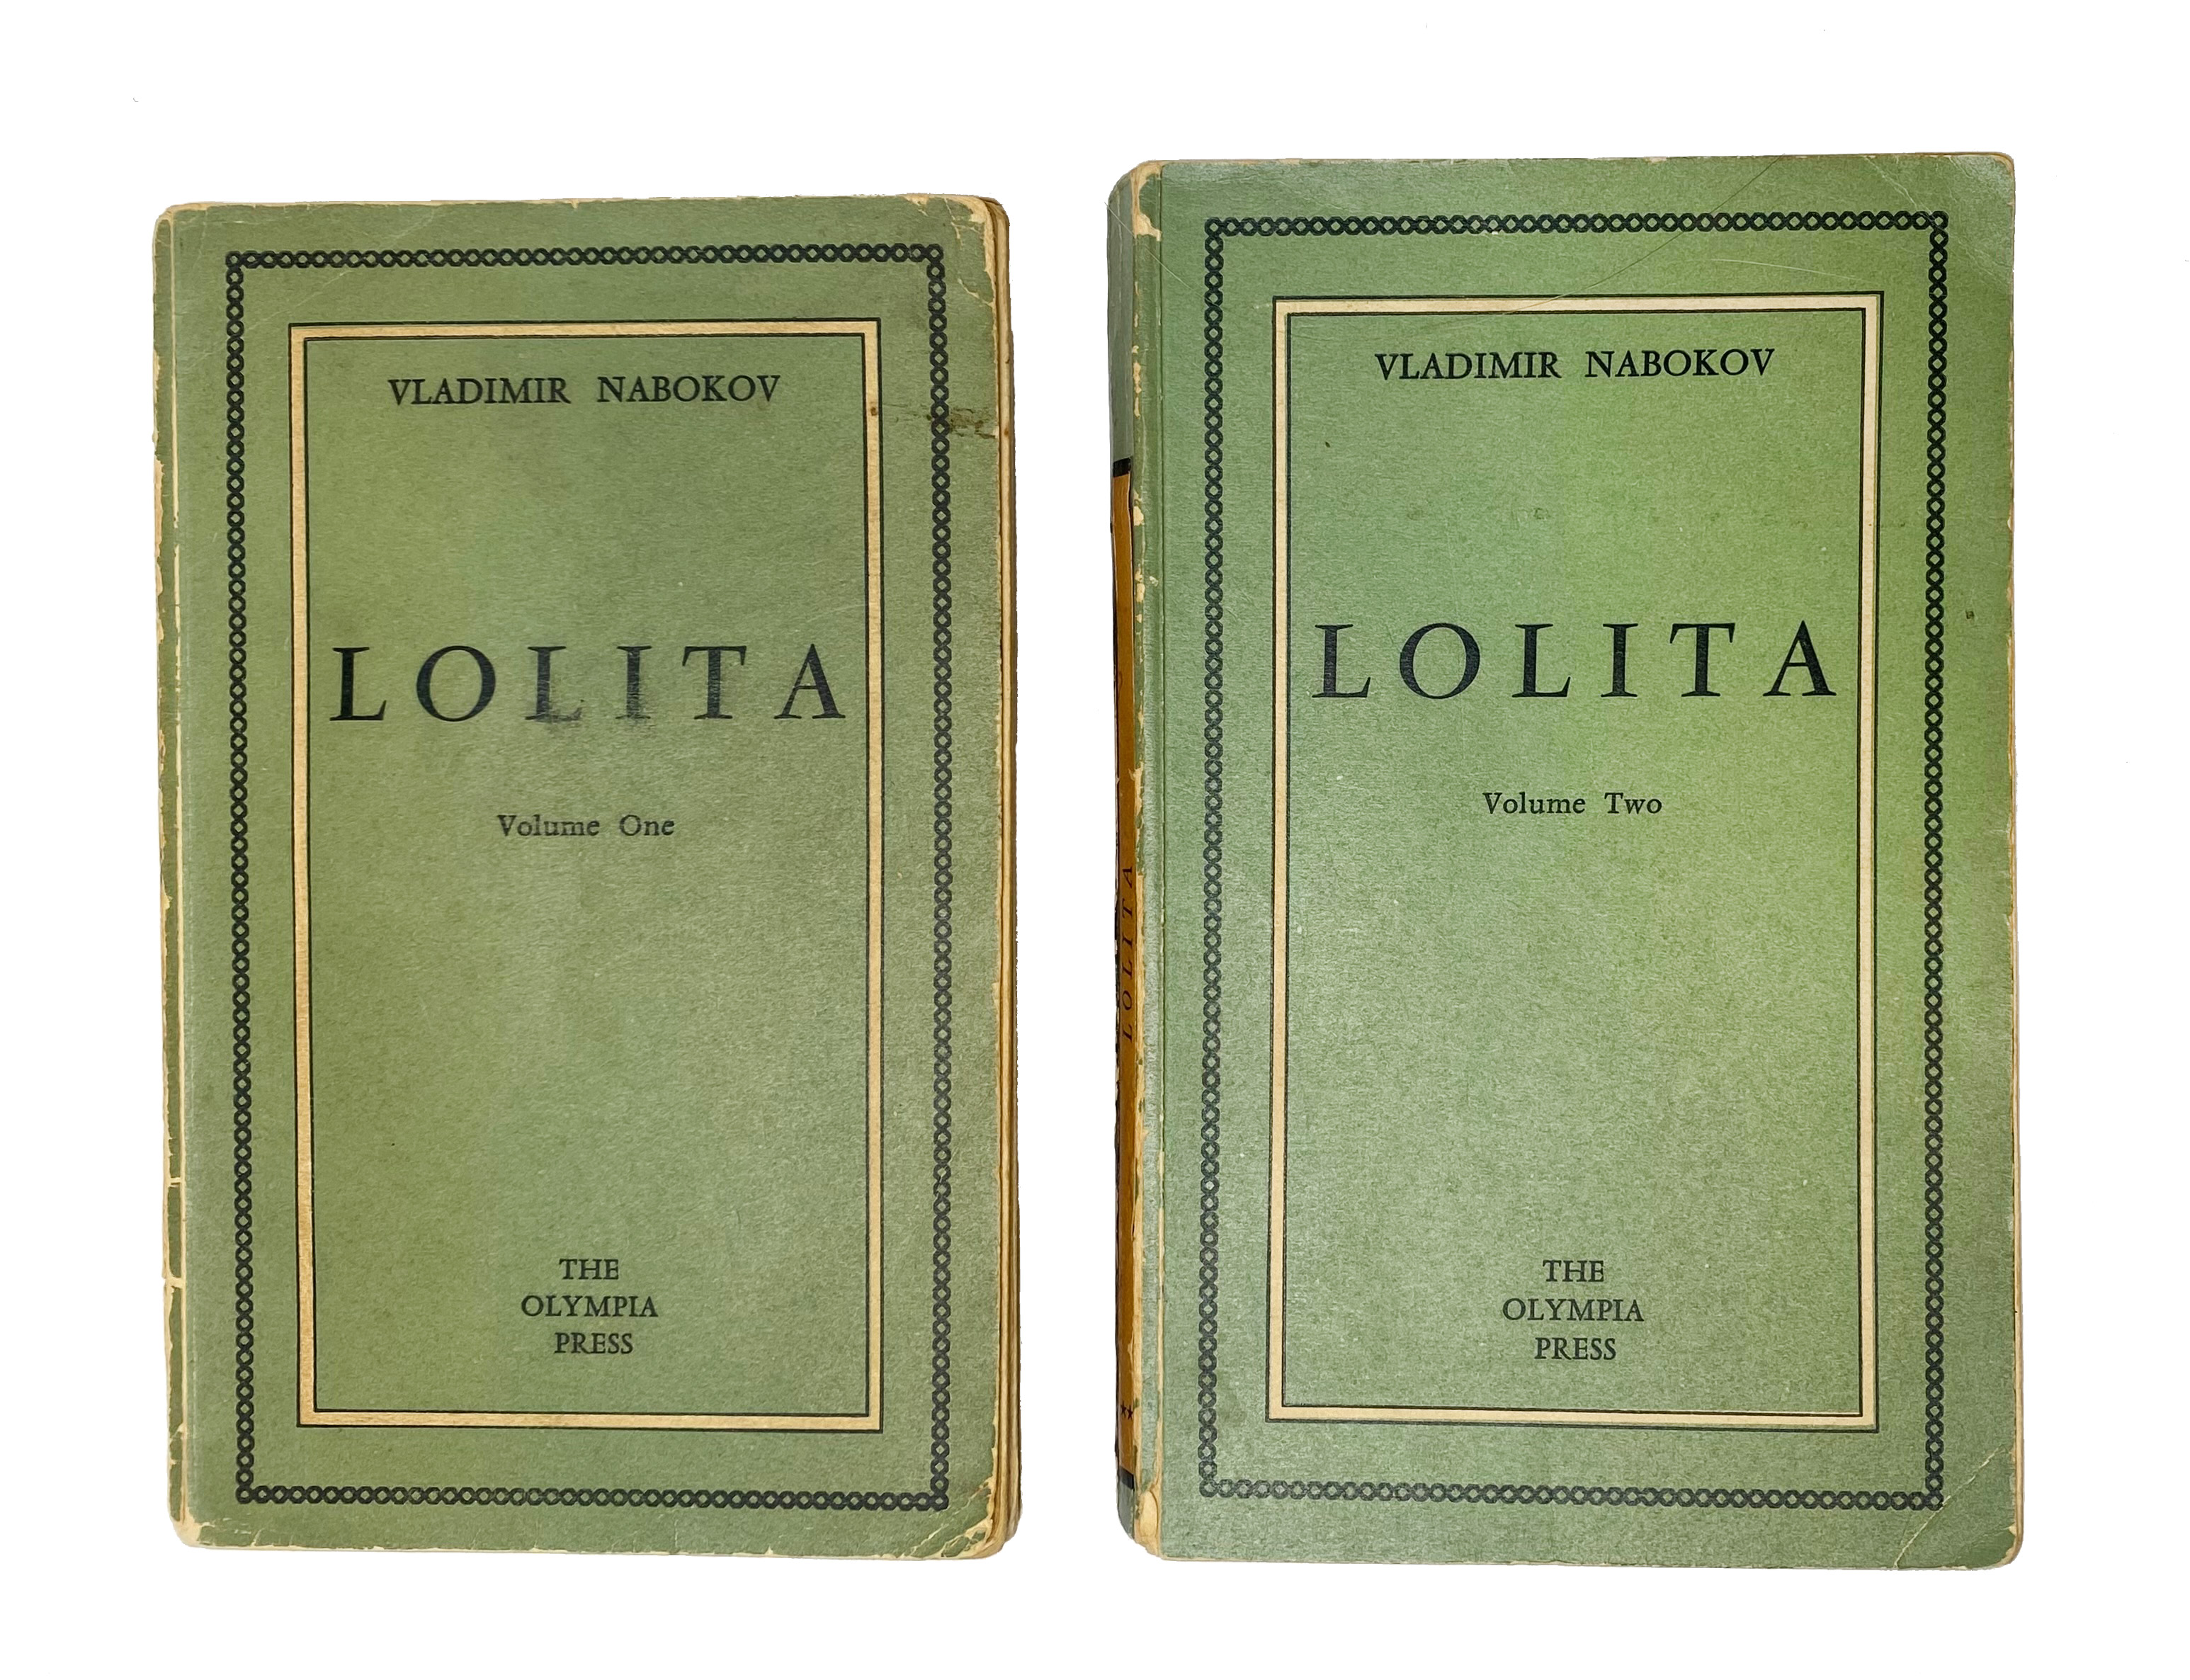 VLADIMIR NABOKOV
LOLITA
Volume One
THE
OLYMPIA
PRESS
LOLITA
VLADIMIR NABOKOV
LOLITA
Volume Two
THE
OLYMPIA
PRESS